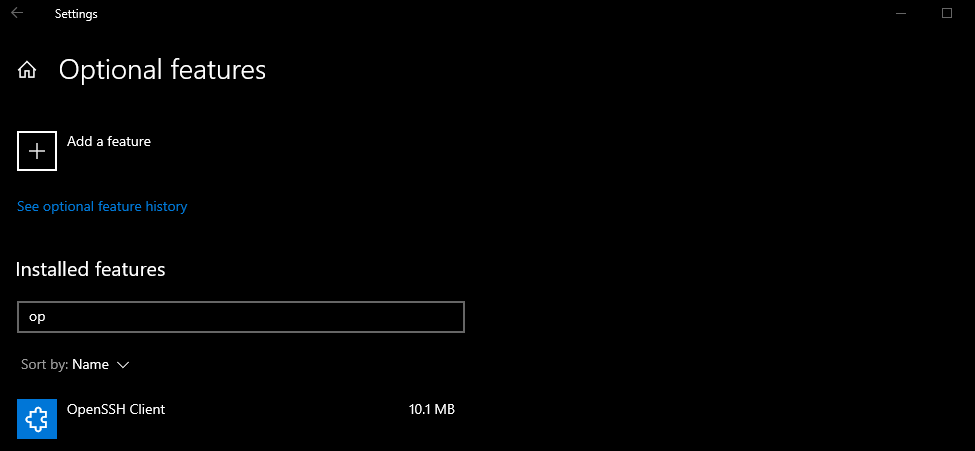 Settings
Optional features
Add a feature
See optional feature history
Installed features
op
Sort by: Name
OpenSSH Client 10.1 MB